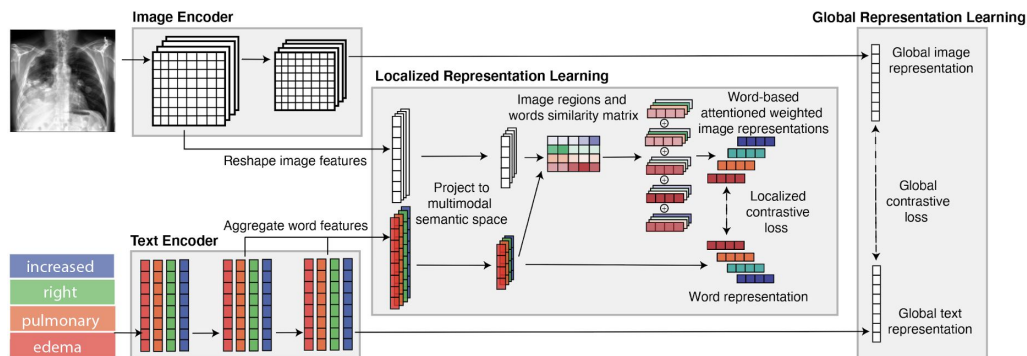 Image Encoder
Global Representation Learning
Global image
representation
Localized Representation Learning
Image regions and
words similarity matrix
Word-based
attentioned weighted
image representations
Reshape image features
Project to
multimodal
semantic space
Localized
contrastive
loss
Global
contrastive
loss
Aggregate word features
Text Encoder
increased
right
pulmonary
edema
Word representation
Global text
representation